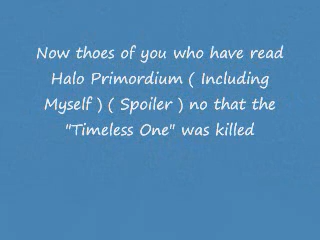 Now thoes of you who have read
Halo Primordium ( Including
Myself ) ( Spoiler ) no that the
"Timeless One" was killed